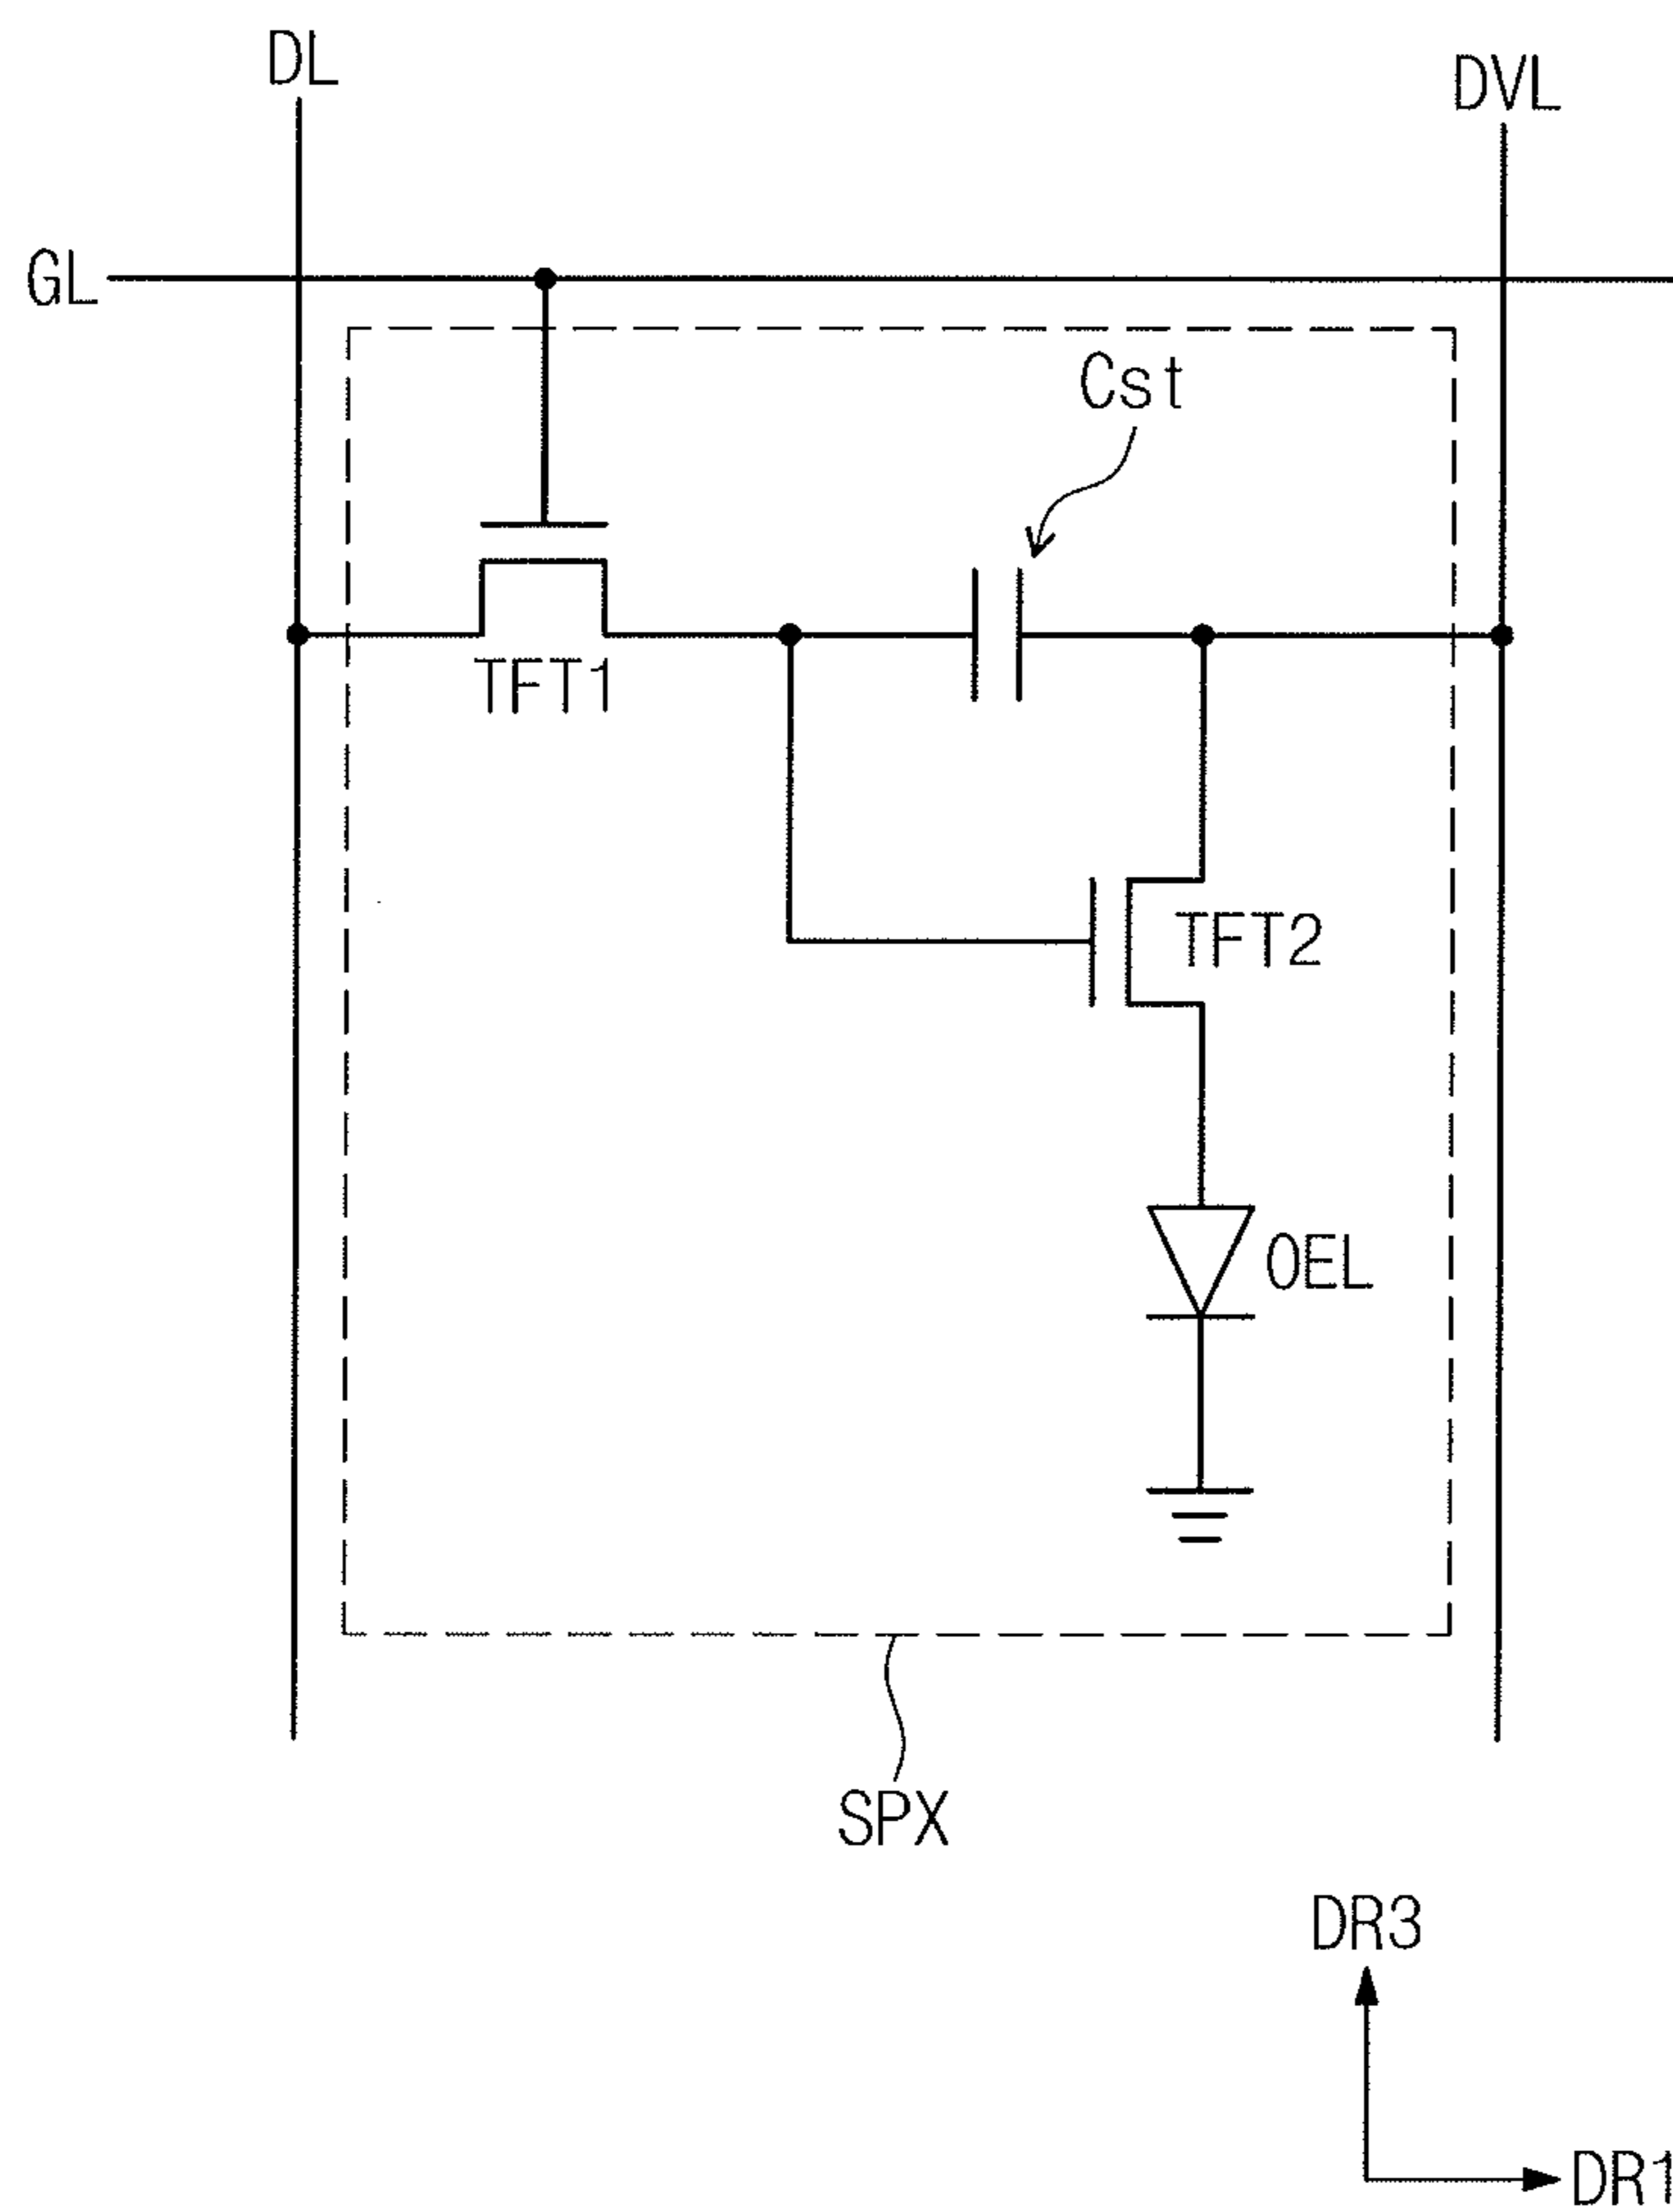 DL
DVL
GL
Cst
TFT1
TFT2
OEL
SPX
DR3
DR1